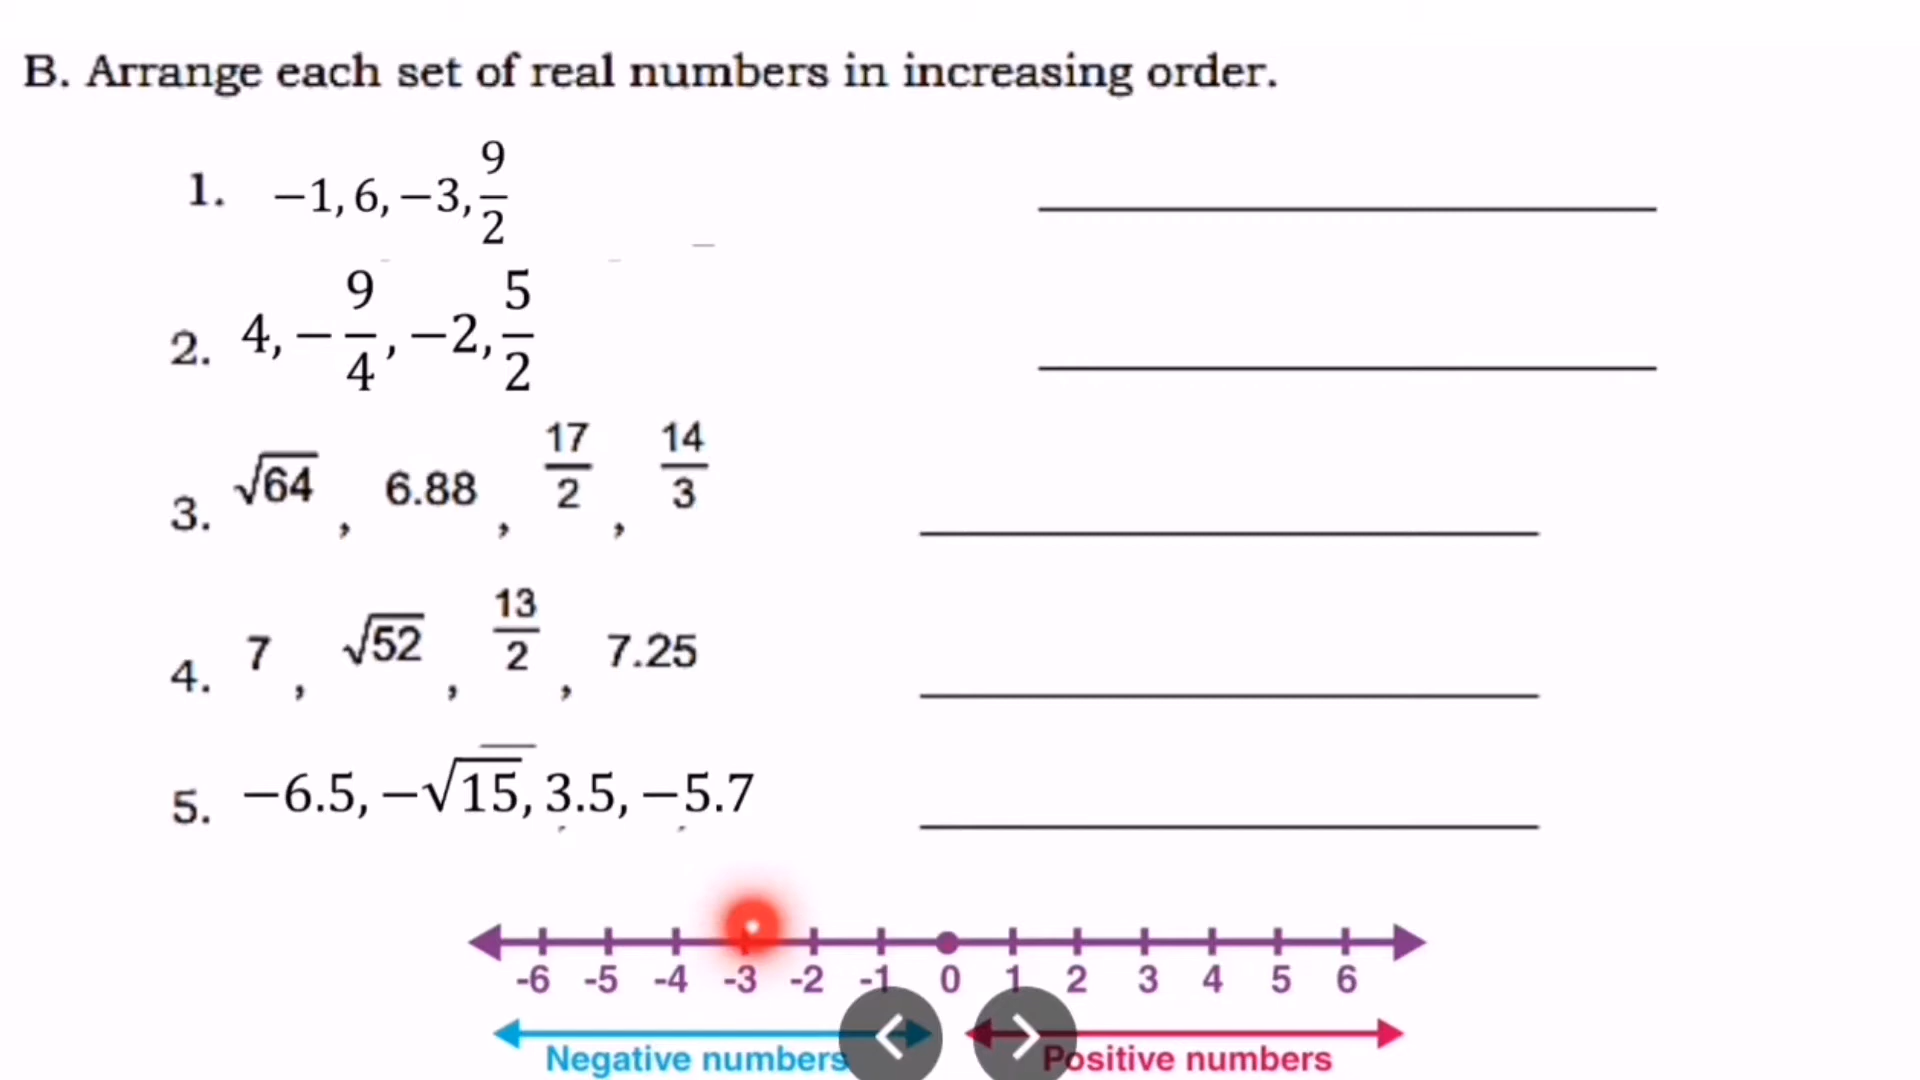 B. Arrange each set of real numbers in increasing order.
1. −1, 6, −3, 9/2
2. 4, −9/4, −2, 5/2
3. √64 , 6.88 , 17/2 , 14/3
4. 7 , √52 , 13/2 , 7.25
5. −6.5, −√15, 3.5, −5.7
-6 -5 -4 -3 -2 -1 0 1 2 3 4 5 6
Negative numbers Positive numbers